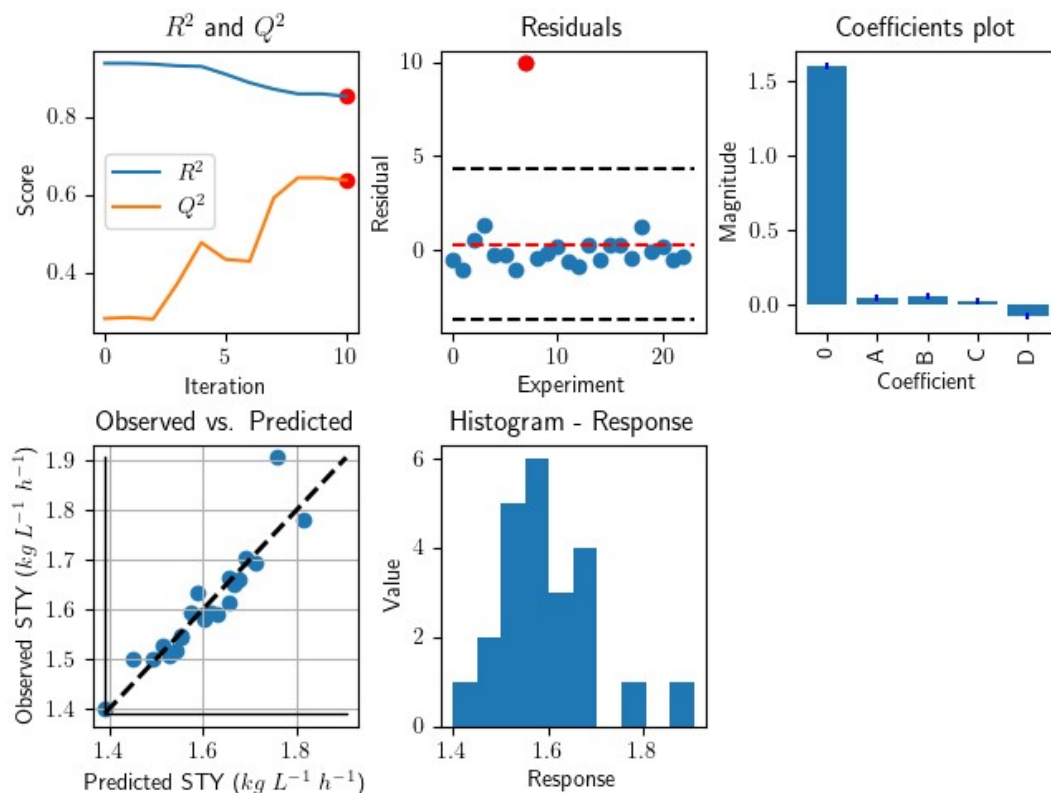 R² and Q²
Score
0.8
0.6
0.4
R²
Q²
0
5
10
Iteration
Residuals
Residual
10
5
0
0
10
20
Experiment
Coefficients plot
Magnitude
1.5
1.0
0.5
0.0
0
A
B
C
D
Coefficient
Observed vs. Predicted
Observed STY (kg L⁻¹ h⁻¹)
1.9
1.8
1.7
1.6
1.5
1.4
1.4
1.6
1.8
Predicted STY (kg L⁻¹ h⁻¹)
Histogram - Response
Value
6
4
2
0
1.4
1.6
1.8
Response